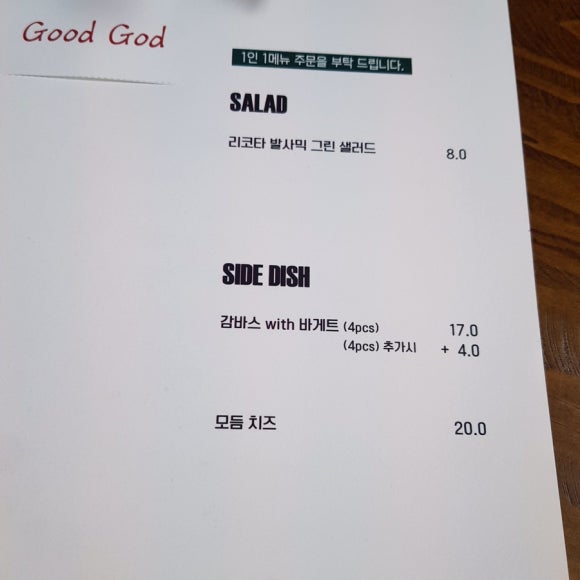 Good God
1인 1메뉴 주문을 부탁 드립니다.
SALAD
리코타 발사믹 그린 샐러드 8.0
SIDE DISH
감바스 with 바게트 (4pcs) 17.0
(4pcs) 추가시 + 4.0
모듬 치즈 20.0